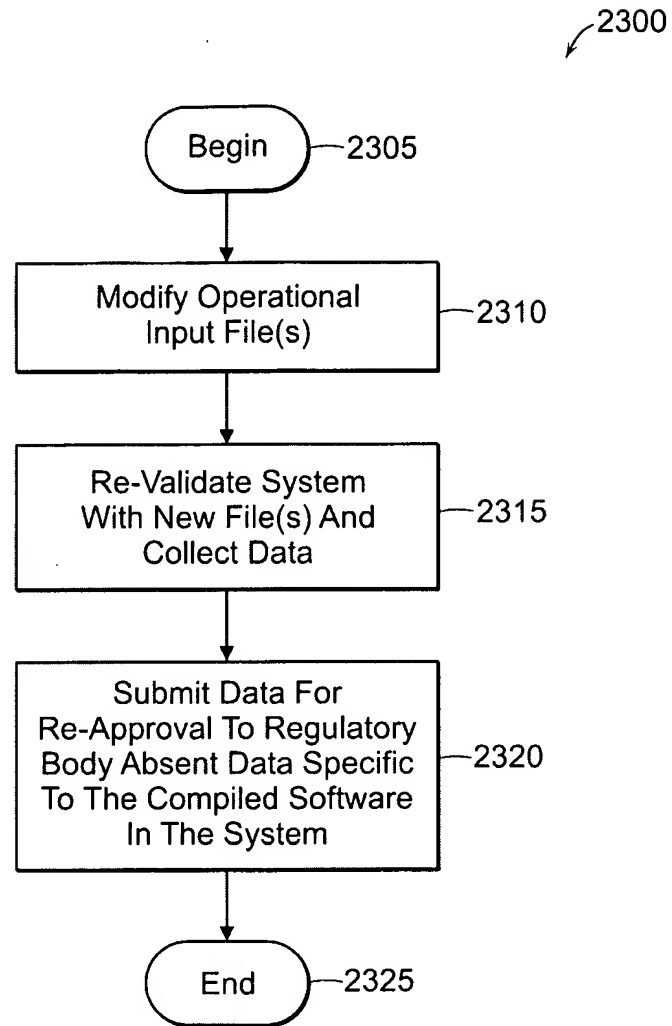 2300
Begin 2305
Modify Operational
Input File(s)
2310
Re-Validate System
With New File(s) And
Collect Data
2315
Submit Data For
Re-Approval To Regulatory
Body Absent Data Specific
To The Compiled Software
In The System
2320
End 2325